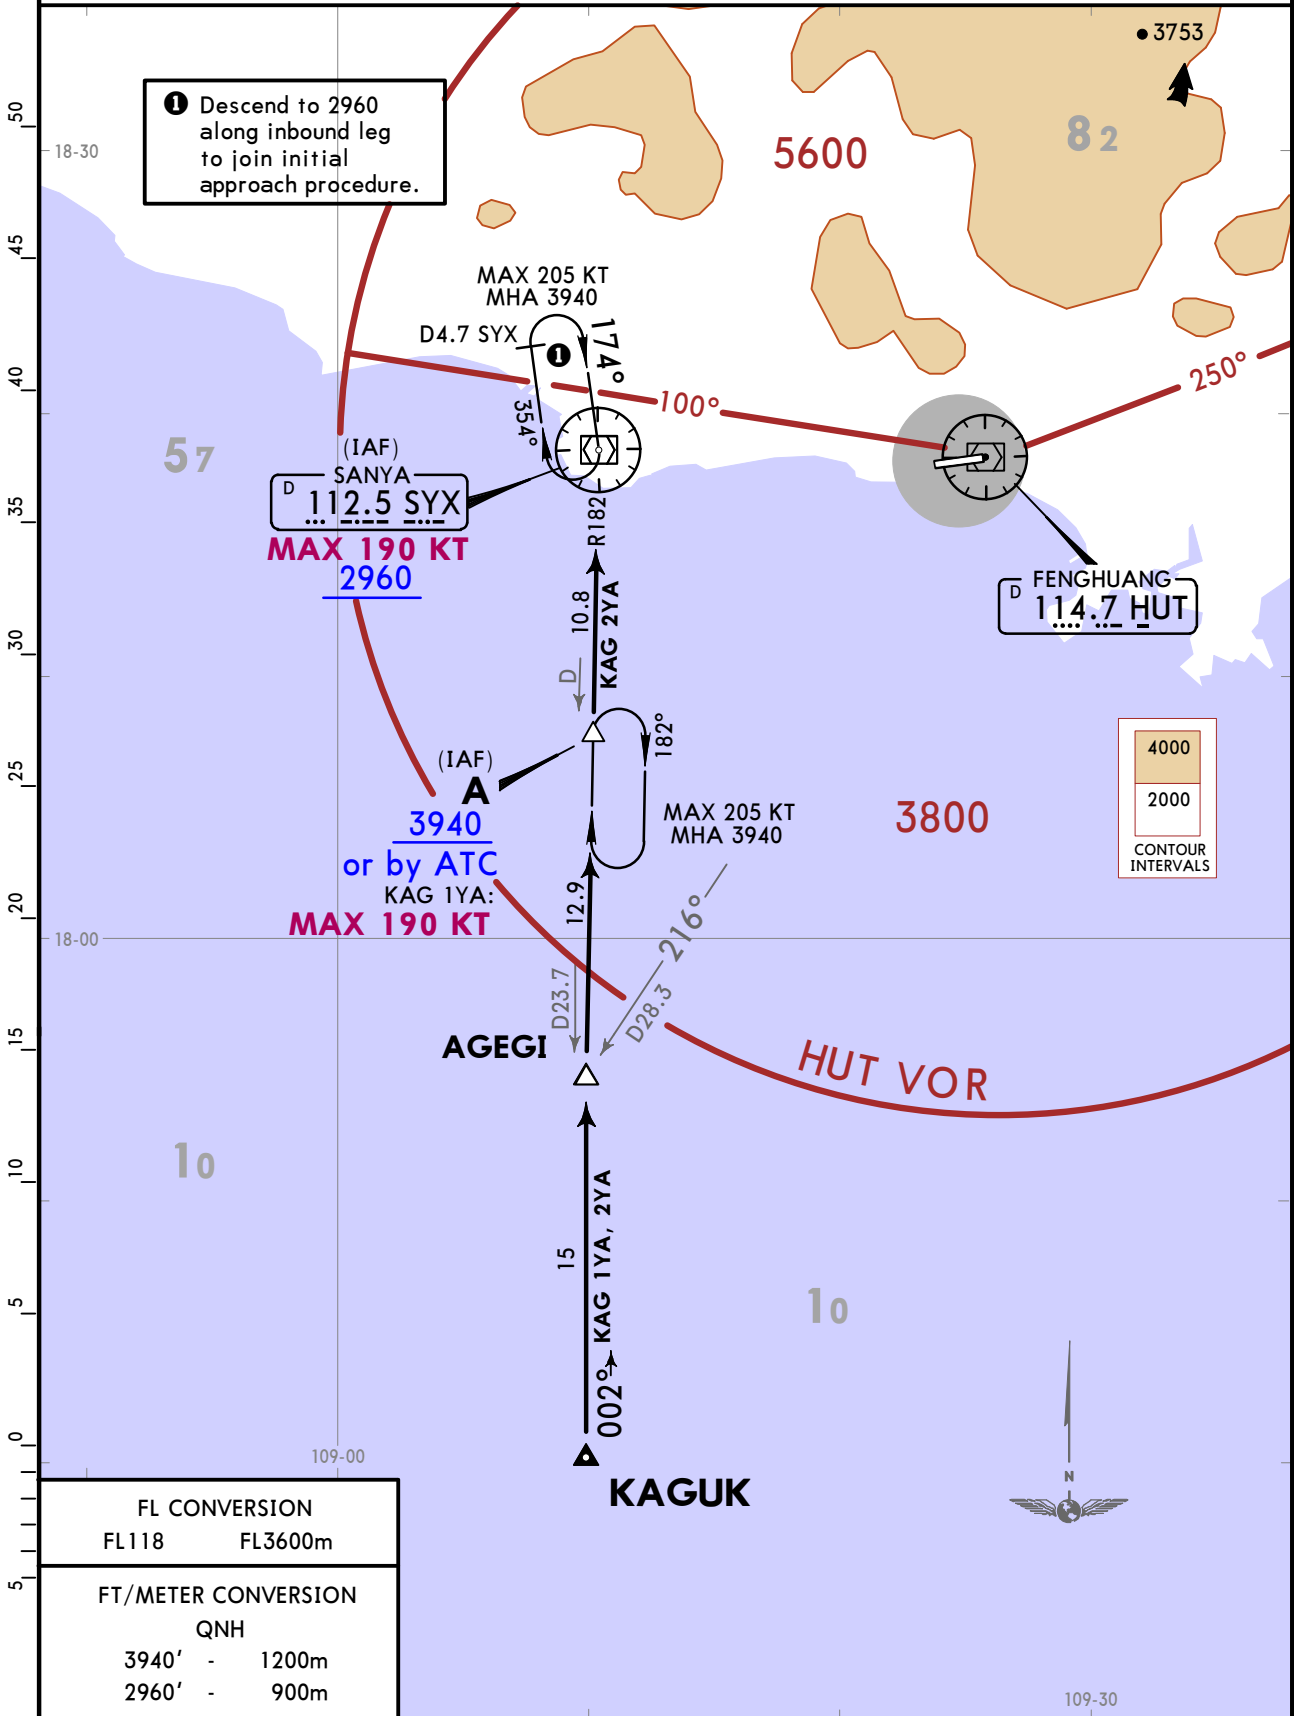 3753
❶ Descend to 2960
along inbound leg
to join initial
approach procedure.
50
18-30
5600
82
45
MAX 205 KT
MHA 3940
D4.7 SYX
❶
174°
354°
40
100°
250°
57
(IAF)
SANYA
D 112.5 SYX
MAX 190 KT
2960
35
R182
FENGHUANG
D 114.7 HUT
10.8
KAG 2YA
30
D
182°
(IAF)
A
3940
or by ATC
KAG 1YA:
MAX 190 KT
25
MAX 205 KT
MHA 3940
3800
4000
2000
CONTOUR
INTERVALS
12.9
20
18-00
216°
D23.7
D28.3
15
AGEGI
HUT VOR
10
10
15
KAG 1YA, 2YA
10
5
002°
0
109-00
KAGUK
N
FL CONVERSION
FL118 FL3600m
5
FT/METER CONVERSION
QNH
3940' - 1200m
2960' - 900m
109-30